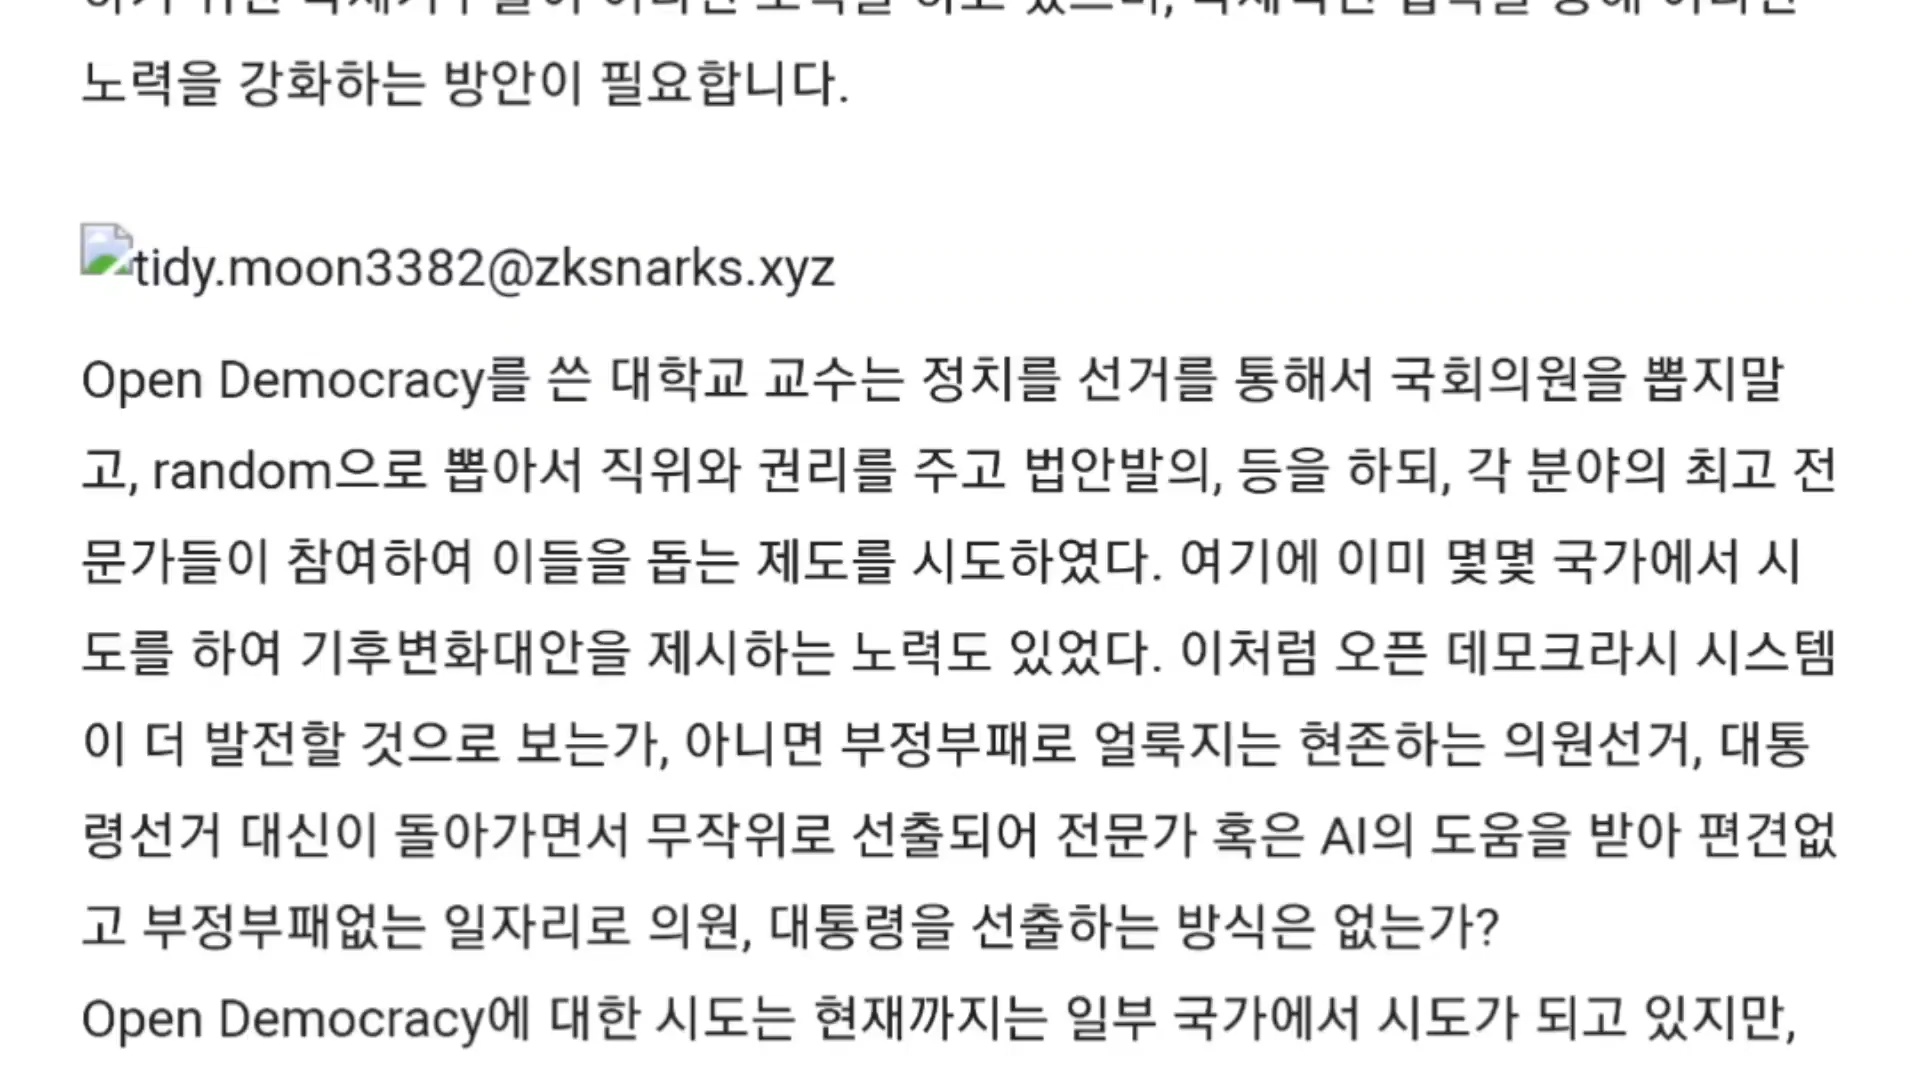 노력을 강화하는 방안이 필요합니다.
tidy.moon3382@zksnarks.xyz
Open Democracy를 쓴 대학교 교수는 정치를 선거를 통해서 국회의원을 뽑지말
고, random으로 뽑아서 직위와 권리를 주고 법안발의, 등을 하되, 각 분야의 최고 전
문가들이 참여하여 이들을 돕는 제도를 시도하였다. 여기에 이미 몇몇 국가에서 시
도를 하여 기후변화대안을 제시하는 노력도 있었다. 이처럼 오픈 데모크라시 시스템
이 더 발전할 것으로 보는가, 아니면 부정부패로 얼룩지는 현존하는 의원선거, 대통
령선거 대신이 돌아가면서 무작위로 선출되어 전문가 혹은 AI의 도움을 받아 편견없
고 부정부패없는 일자리로 의원, 대통령을 선출하는 방식은 없는가?
Open Democracy에 대한 시도는 현재까지는 일부 국가에서 시도가 되고 있지만,